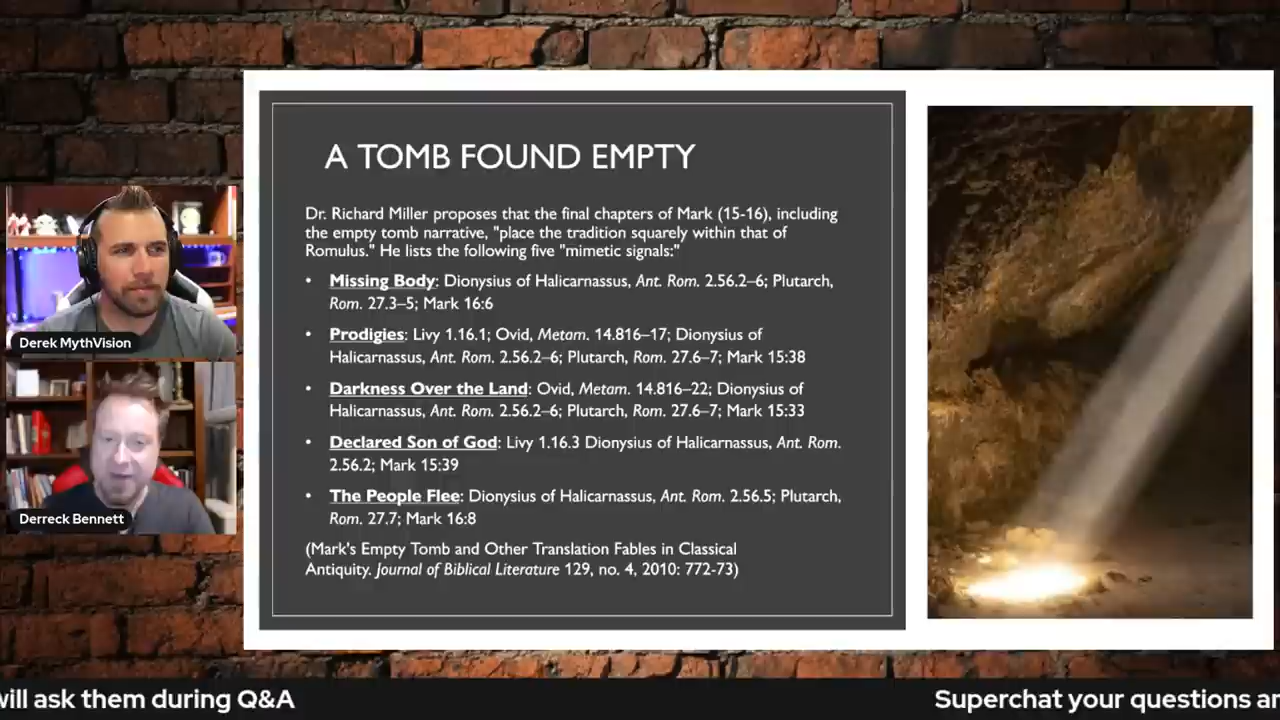 A TOMB FOUND EMPTY
Dr. Richard Miller proposes that the final chapters of Mark (15-16), including
the empty tomb narrative, "place the tradition squarely within that of
Romulus." He lists the following five "mimetic signals:"
• Missing Body: Dionysius of Halicarnassus, Ant. Rom. 2.56.2–6; Plutarch,
Rom. 27.3–5; Mark 16:6
• Prodigies: Livy 1.16.1; Ovid, Metam. 14.816–17; Dionysius of
Halicarnassus, Ant. Rom. 2.56.2–6; Plutarch, Rom. 27.6–7; Mark 15:38
• Darkness Over the Land: Ovid, Metam. 14.816–22; Dionysius of
Halicarnassus, Ant. Rom. 2.56.2–6; Plutarch, Rom. 27.6–7; Mark 15:33
• Declared Son of God: Livy 1.16.3 Dionysius of Halicarnassus, Ant. Rom.
2.56.2; Mark 15:39
• The People Flee: Dionysius of Halicarnassus, Ant. Rom. 2.56.5; Plutarch,
Rom. 27.7; Mark 16:8
(Mark's Empty Tomb and Other Translation Fables in Classical
Antiquity. Journal of Biblical Literature 129, no. 4, 2010: 772-73)
Derek MythVision
Derreck Bennett
will ask them during Q&A
Superchat your questions